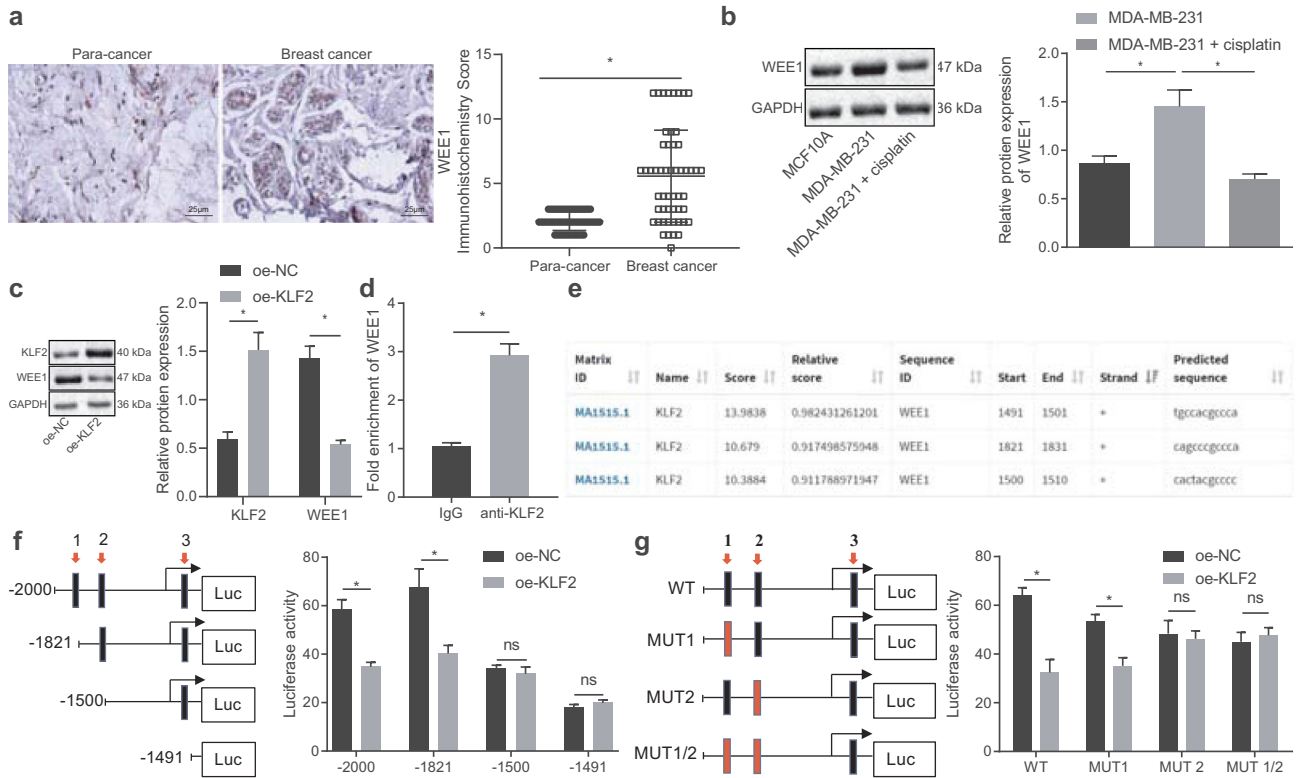 a
Para-cancer
Breast cancer
25μm
25μm
WEE1
Immunohistochemistry Score
15
10
5
0
*
Para-cancer
Breast cancer
b
WEE1
47 kDa
GAPDH
36 kDa
MCF10A
MDA-MB-231
MDA-MB-231 + cisplatin
MDA-MB-231
MDA-MB-231 + cisplatin
Relative protien expression
of WEE1
2.0
1.5
1.0
0.5
0.0
*
*
c
KLF2
40 kDa
WEE1
47 kDa
GAPDH
36 kDa
oe-NC
oe-KLF2
oe-NC
oe-KLF2
Relative protien expression
2.0
1.5
1.0
0.5
0.0
*
*
KLF2
WEE1
d
Fold enrichment of WEE1
4
3
2
1
0
*
IgG
anti-KLF2
e
Matrix ID Name Score Relative score Sequence ID Start End Strand Predicted sequence
MA1515.1 KLF2 13.9838 0.982431261201 WEE1 1491 1501 + tgccacgccca
MA1515.1 KLF2 10.679 0.917498575948 WEE1 1821 1831 + cagcccgccca
MA1515.1 KLF2 10.3884 0.911788971947 WEE1 1500 1510 + cactacgcccc
f
1 2 3
-2000 Luc
-1821 Luc
-1500 Luc
-1491 Luc
Luciferase activity
80
60
40
20
0
oe-NC
oe-KLF2
*
*
ns
ns
-2000
-1821
-1500
-1491
g
1 2 3
WT Luc
MUT1 Luc
MUT2 Luc
MUT1/2 Luc
Luciferase activity
80
60
40
20
0
oe-NC
oe-KLF2
*
*
ns
ns
WT
MUT1
MUT 2
MUT 1/2